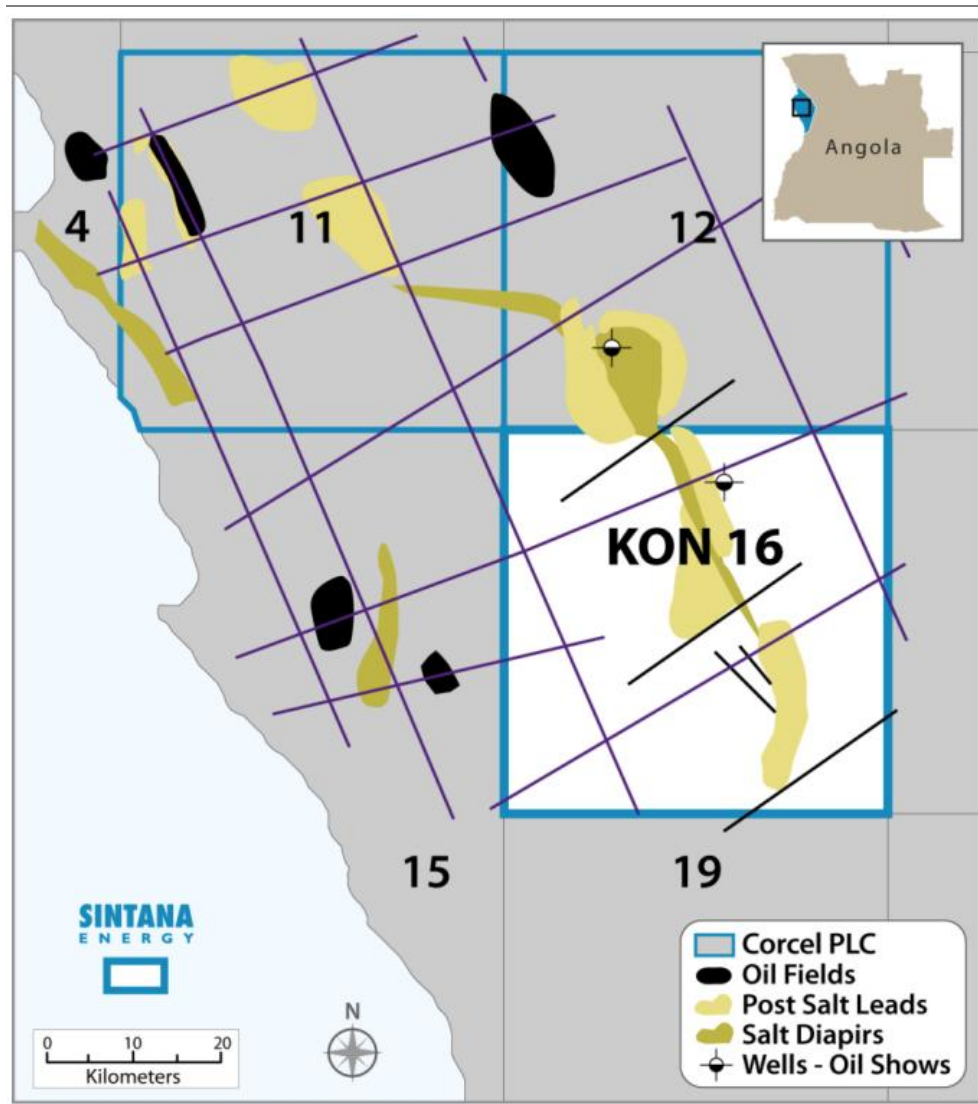 Angola
4
11
12
KON 16
15
19
SINTANA
ENERGY
N
0 10 20
Kilometers
Corcel PLC
Oil Fields
Post Salt Leads
Salt Diapirs
Wells - Oil Shows